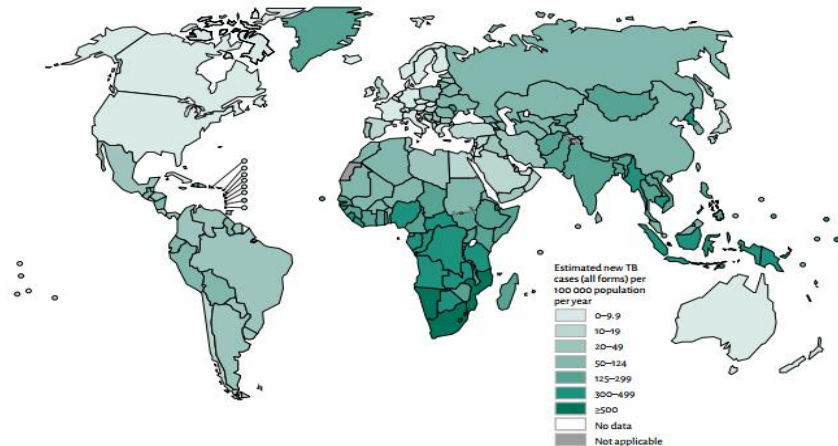 Estimated new TB
cases (all forms) per
100 000 population
per year
0–9.9
10–19
20–49
50–124
125–299
300–499
≥500
No data
Not applicable